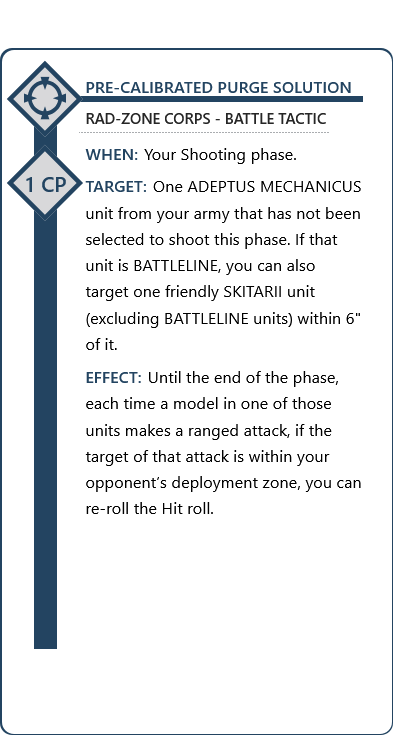 PRE-CALIBRATED PURGE SOLUTION
RAD-ZONE CORPS - BATTLE TACTIC
WHEN: Your Shooting phase.
1 CP
TARGET: One ADEPTUS MECHANICUS
unit from your army that has not been
selected to shoot this phase. If that
unit is BATTLELINE, you can also
target one friendly SKITARII unit
(excluding BATTLELINE units) within 6"
of it.
EFFECT: Until the end of the phase,
each time a model in one of those
units makes a ranged attack, if the
target of that attack is within your
opponent’s deployment zone, you can
re-roll the Hit roll.